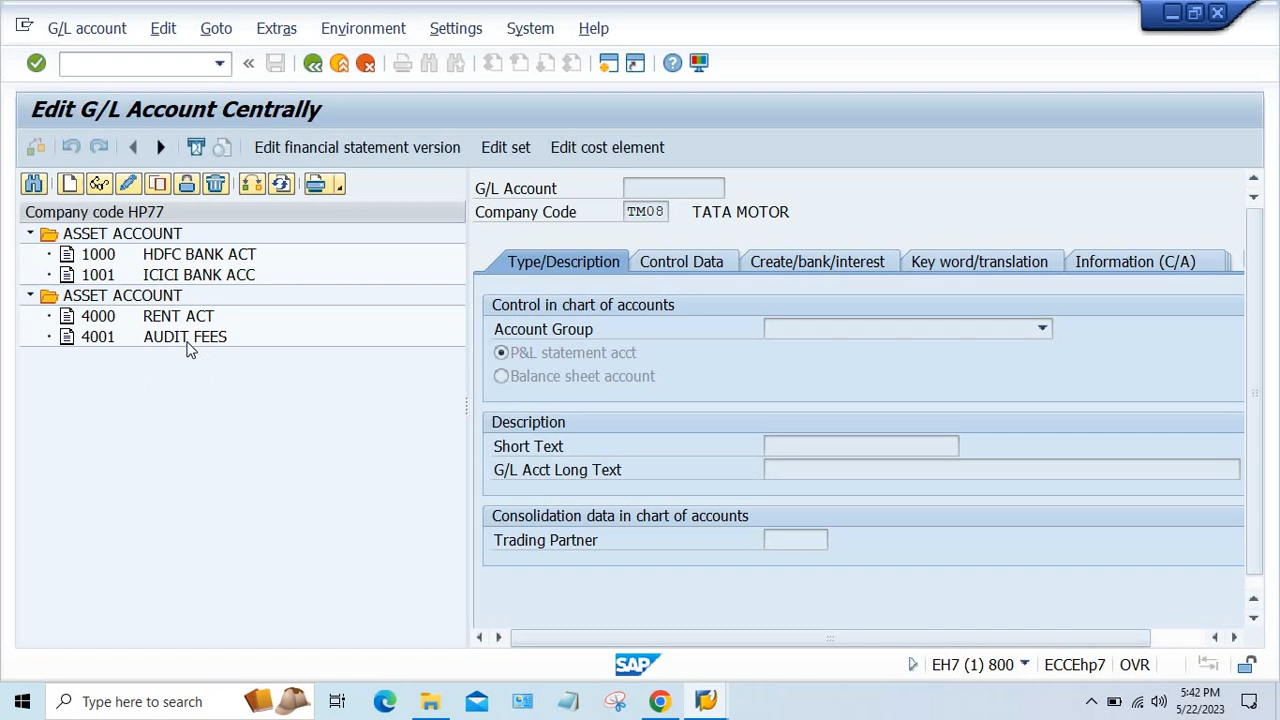 G/L account Edit Goto Extras Environment Settings System Help
Edit G/L Account Centrally
Edit financial statement version Edit set Edit cost element
Company code HP77
ASSET ACCOUNT
1000 HDFC BANK ACT
1001 ICICI BANK ACC
ASSET ACCOUNT
4000 RENT ACT
4001 AUDIT FEES
G/L Account
Company Code TM08 TATA MOTOR
Type/Description Control Data Create/bank/interest Key word/translation Information (C/A)
Control in chart of accounts
Account Group
P&L statement acct
Balance sheet account
Description
Short Text
G/L Acct Long Text
Consolidation data in chart of accounts
Trading Partner
SAP
EH7 (1) 800 ECCEhp7 OVR
Type here to search
5:42 PM
5/22/2023